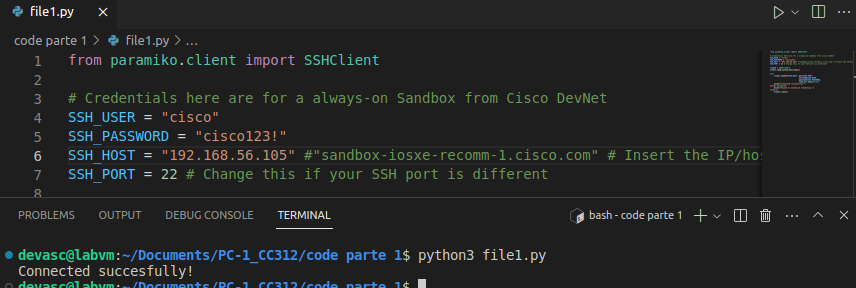 file1.py ×
code parte 1 > file1.py > ...
1 from paramiko.client import SSHClient
2
3 # Credentials here are for a always-on Sandbox from Cisco DevNet
4 SSH_USER = "cisco"
5 SSH_PASSWORD = "cisco123!"
6 SSH_HOST = "192.168.56.105" #"sandbox-iosxe-recomm-1.cisco.com" # Insert the IP/hos
7 SSH_PORT = 22 # Change this if your SSH port is different
8
PROBLEMS OUTPUT DEBUG CONSOLE TERMINAL bash - code parte 1
devasc@labvm:~/Documents/PC-1_CC312/code parte 1$ python3 file1.py
Connected succesfully!
devasc@labvm:~/Documents/PC-1_CC312/code parte 1$